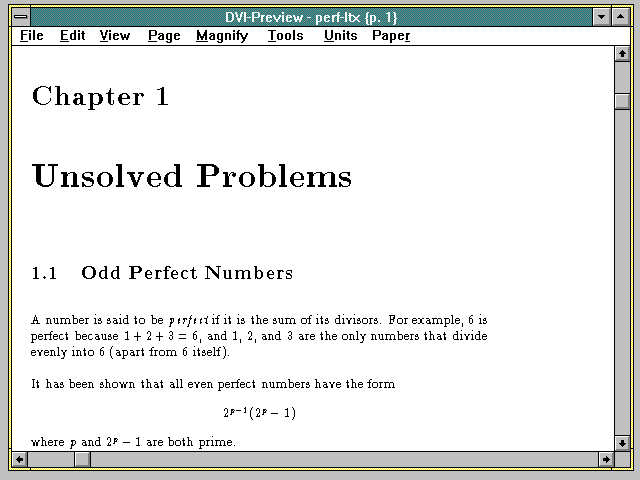 DVI-Preview - perf-ltx {p. 1}
File Edit View Page Magnify Tools Units Paper
Chapter 1
Unsolved Problems
1.1 Odd Perfect Numbers
A number is said to be perfect if it is the sum of its divisors. For example, 6 is
perfect because 1 + 2 + 3 = 6, and 1, 2, and 3 are the only numbers that divide
evenly into 6 (apart from 6 itself).
It has been shown that all even perfect numbers have the form
2^{p−1}(2^p − 1)
where p and 2^p − 1 are both prime.